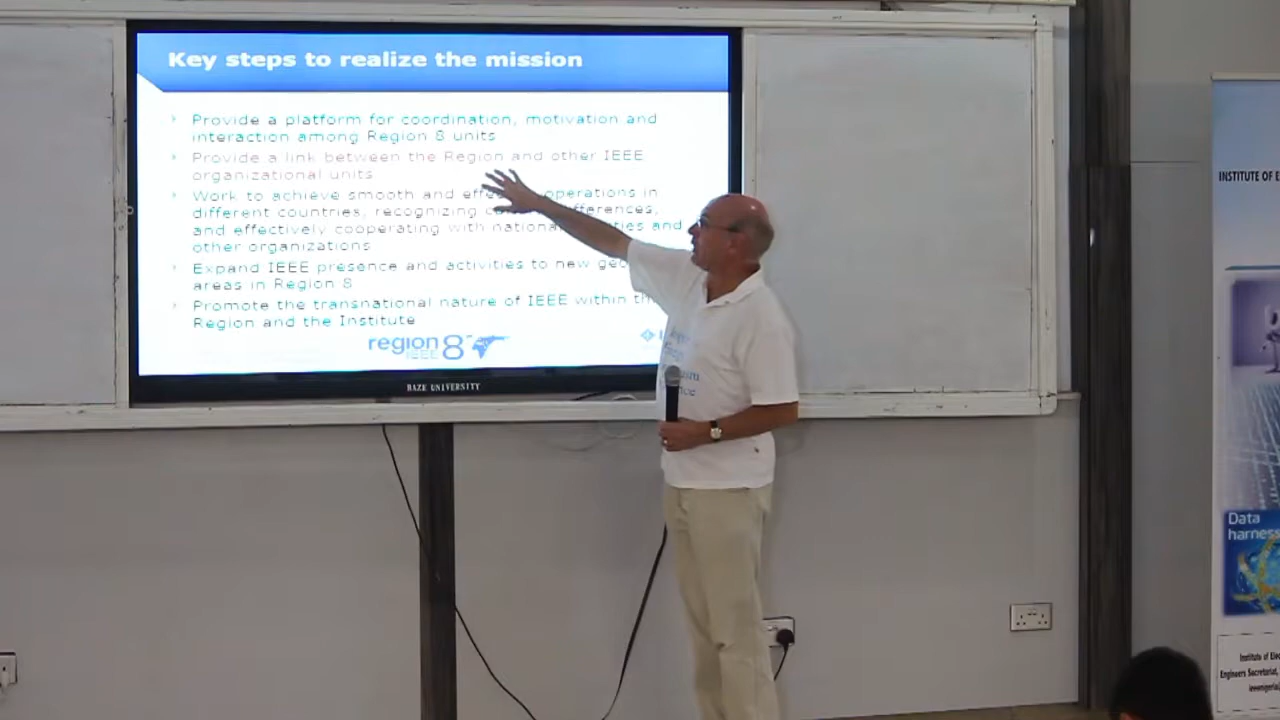 Key steps to realize the mission
Provide a platform for coordination, motivation and
interaction among Region 8 units
Provide a link between the Region and other IEEE
organizational units
Work to achieve smooth and operations in
different countries, recognizing differences,
and effectively cooperating with national and
other organizations
Expand IEEE presence and activities to new
areas in Region 8
Promote the transnational nature of IEEE within
Region and the Institute
region 8
IEEE
BAZE UNIVERSITY
INSTITUTE OF
Data
Institute of
Engineers Secretariat,